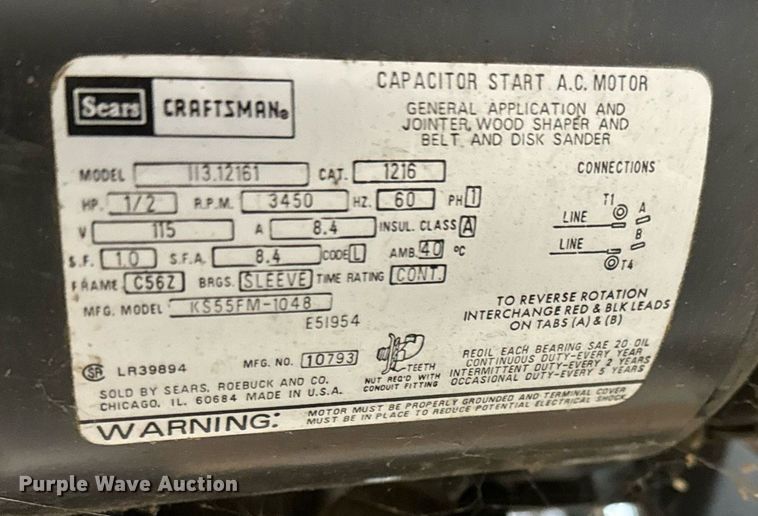 Sears CRAFTSMAN®
CAPACITOR START A.C. MOTOR
GENERAL APPLICATION AND
JOINTER, WOOD SHAPER AND
BELT AND DISK SANDER
MODEL 113.12161 CAT. 1216
HP. 1/2 R.P.M. 3450 HZ. 60 PH 1
V 115 A 8.4 INSUL. CLASS A
S.F. 1.0 S.F.A. 8.4 CODE L AMB. 40 °C
FRAME C56Z BRGS. SLEEVE TIME RATING CONT.
MFG. MODEL KS55FM-1048
E51954
CONNECTIONS
T1
LINE A
B
LINE
T4
TO REVERSE ROTATION
INTERCHANGE RED & BLK LEADS
ON TABS (A) & (B)
SA LR39894
MFG. NO. 10793
TEETH
NUT REQ'D WITH
CONDUIT FITTING
REOIL EACH BEARING SAE 20 OIL
CONTINUOUS DUTY-EVERY YEAR
INTERMITTENT DUTY-EVERY 2 YEARS
OCCASIONAL DUTY-EVERY 5 YEARS
SOLD BY SEARS, ROEBUCK AND CO.
CHICAGO, IL. 60684 MADE IN U.S.A.
WARNING: MOTOR MUST BE PROPERLY GROUNDED AND TERMINAL COVER
MUST BE IN PLACE TO REDUCE POTENTIAL ELECTRICAL SHOCK
Purple Wave Auction